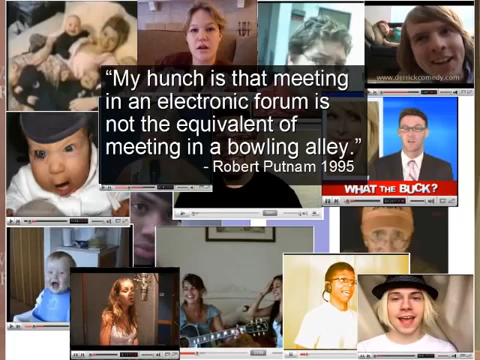 www.derrickcomedy.com
“My hunch is that meeting
in an electronic forum is
not the equivalent of
meeting in a bowling alley.”
- Robert Putnam 1995
WHAT THE BUCK?